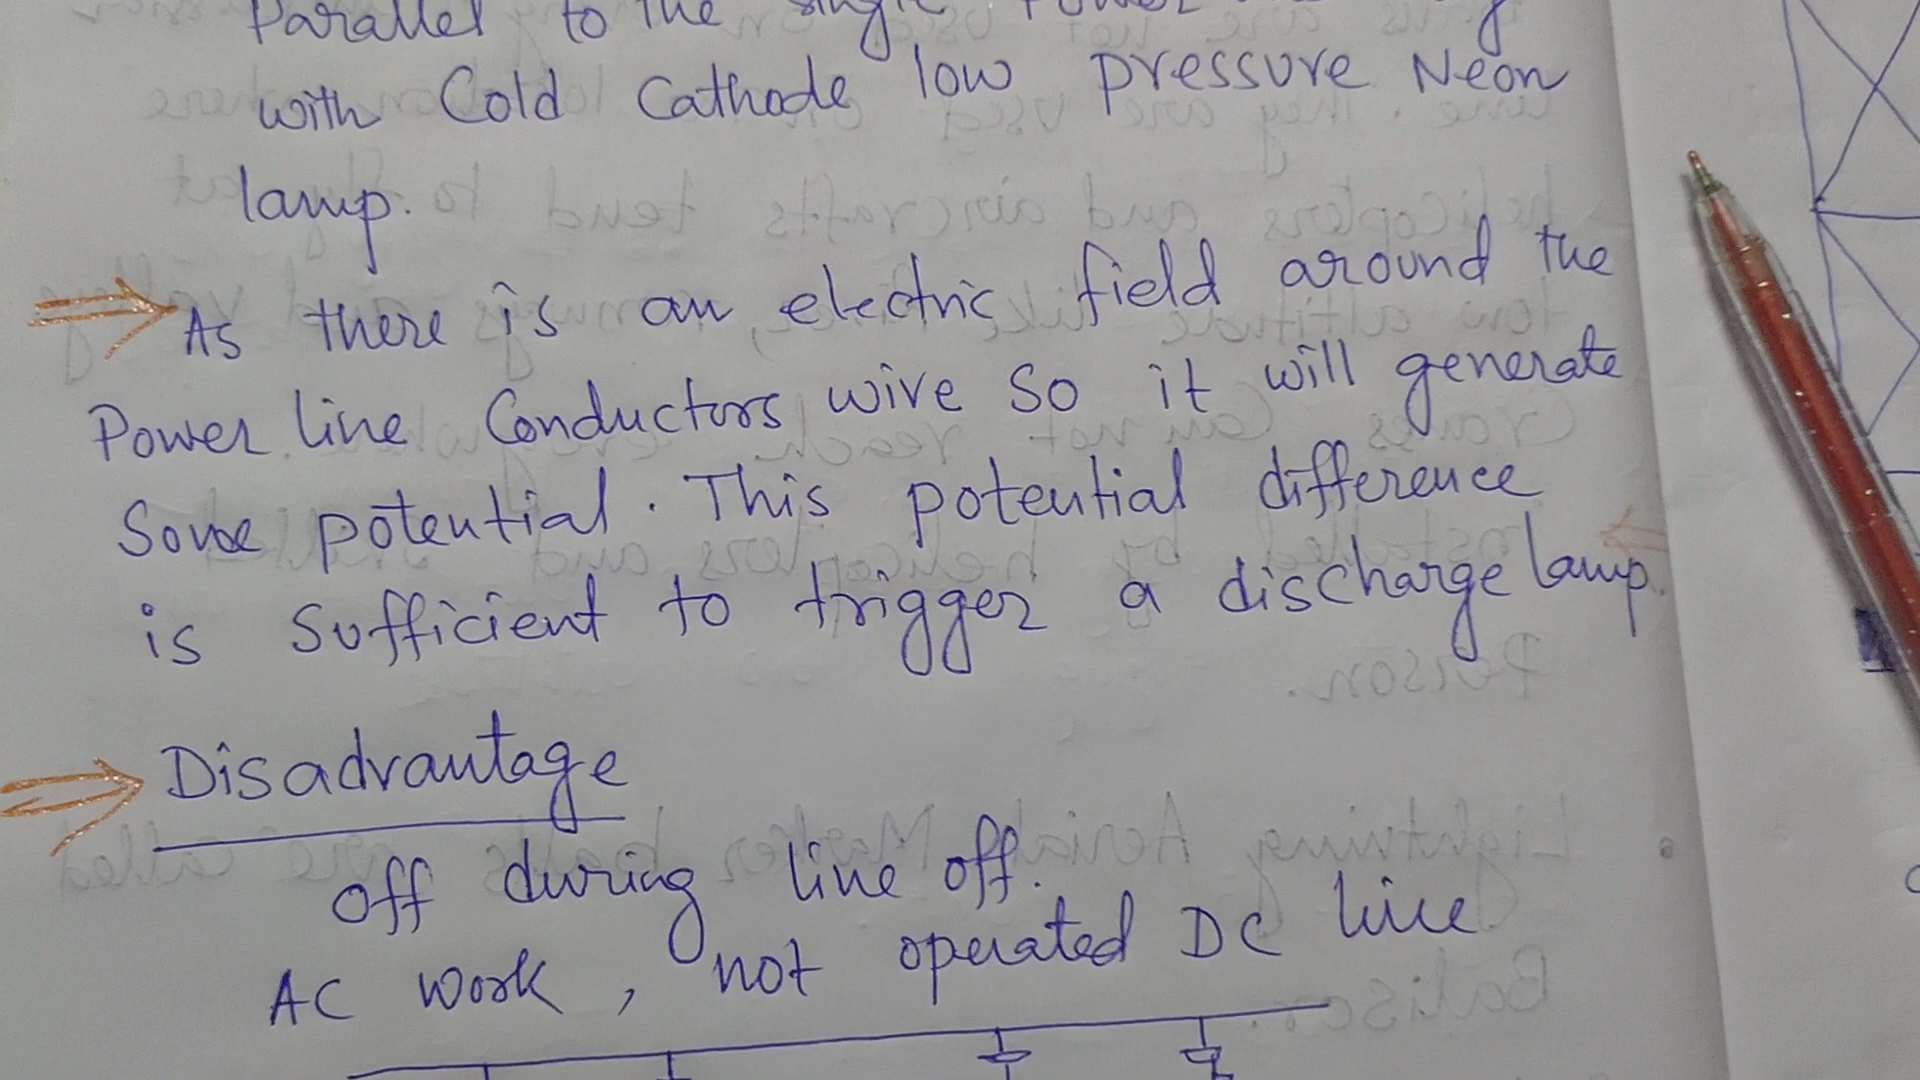 Parallel to the single Power
with Cold Cathode low pressure Neon
lamp.
As there is an electric field around the
Power line Conductors wire So it will generate
Some potential. This potential difference
is Sufficient to trigger a discharge lamp.
Disadvantage
off during line off.
AC work, not operated DC line